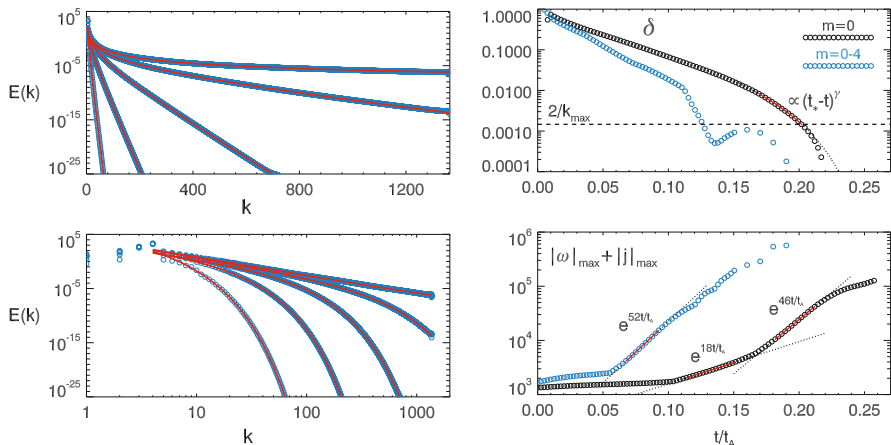 10^5
10^-5
10^-15
10^-25
E(k)
0
400
800
1200
k
1.0000
0.1000
0.0100
0.0010
0.0001
δ
m=0
m=0-4
∝(t_*-t)^γ
2/k_max
0.00
0.05
0.10
0.15
0.20
0.25
10^5
10^-5
10^-15
10^-25
E(k)
1
10
100
1000
k
10^6
10^5
10^4
10^3
|ω|_max+|j|_max
e^52t/t_A
e^46t/t_A
e^18t/t_A
0.00
0.05
0.10
0.15
0.20
0.25
t/t_A